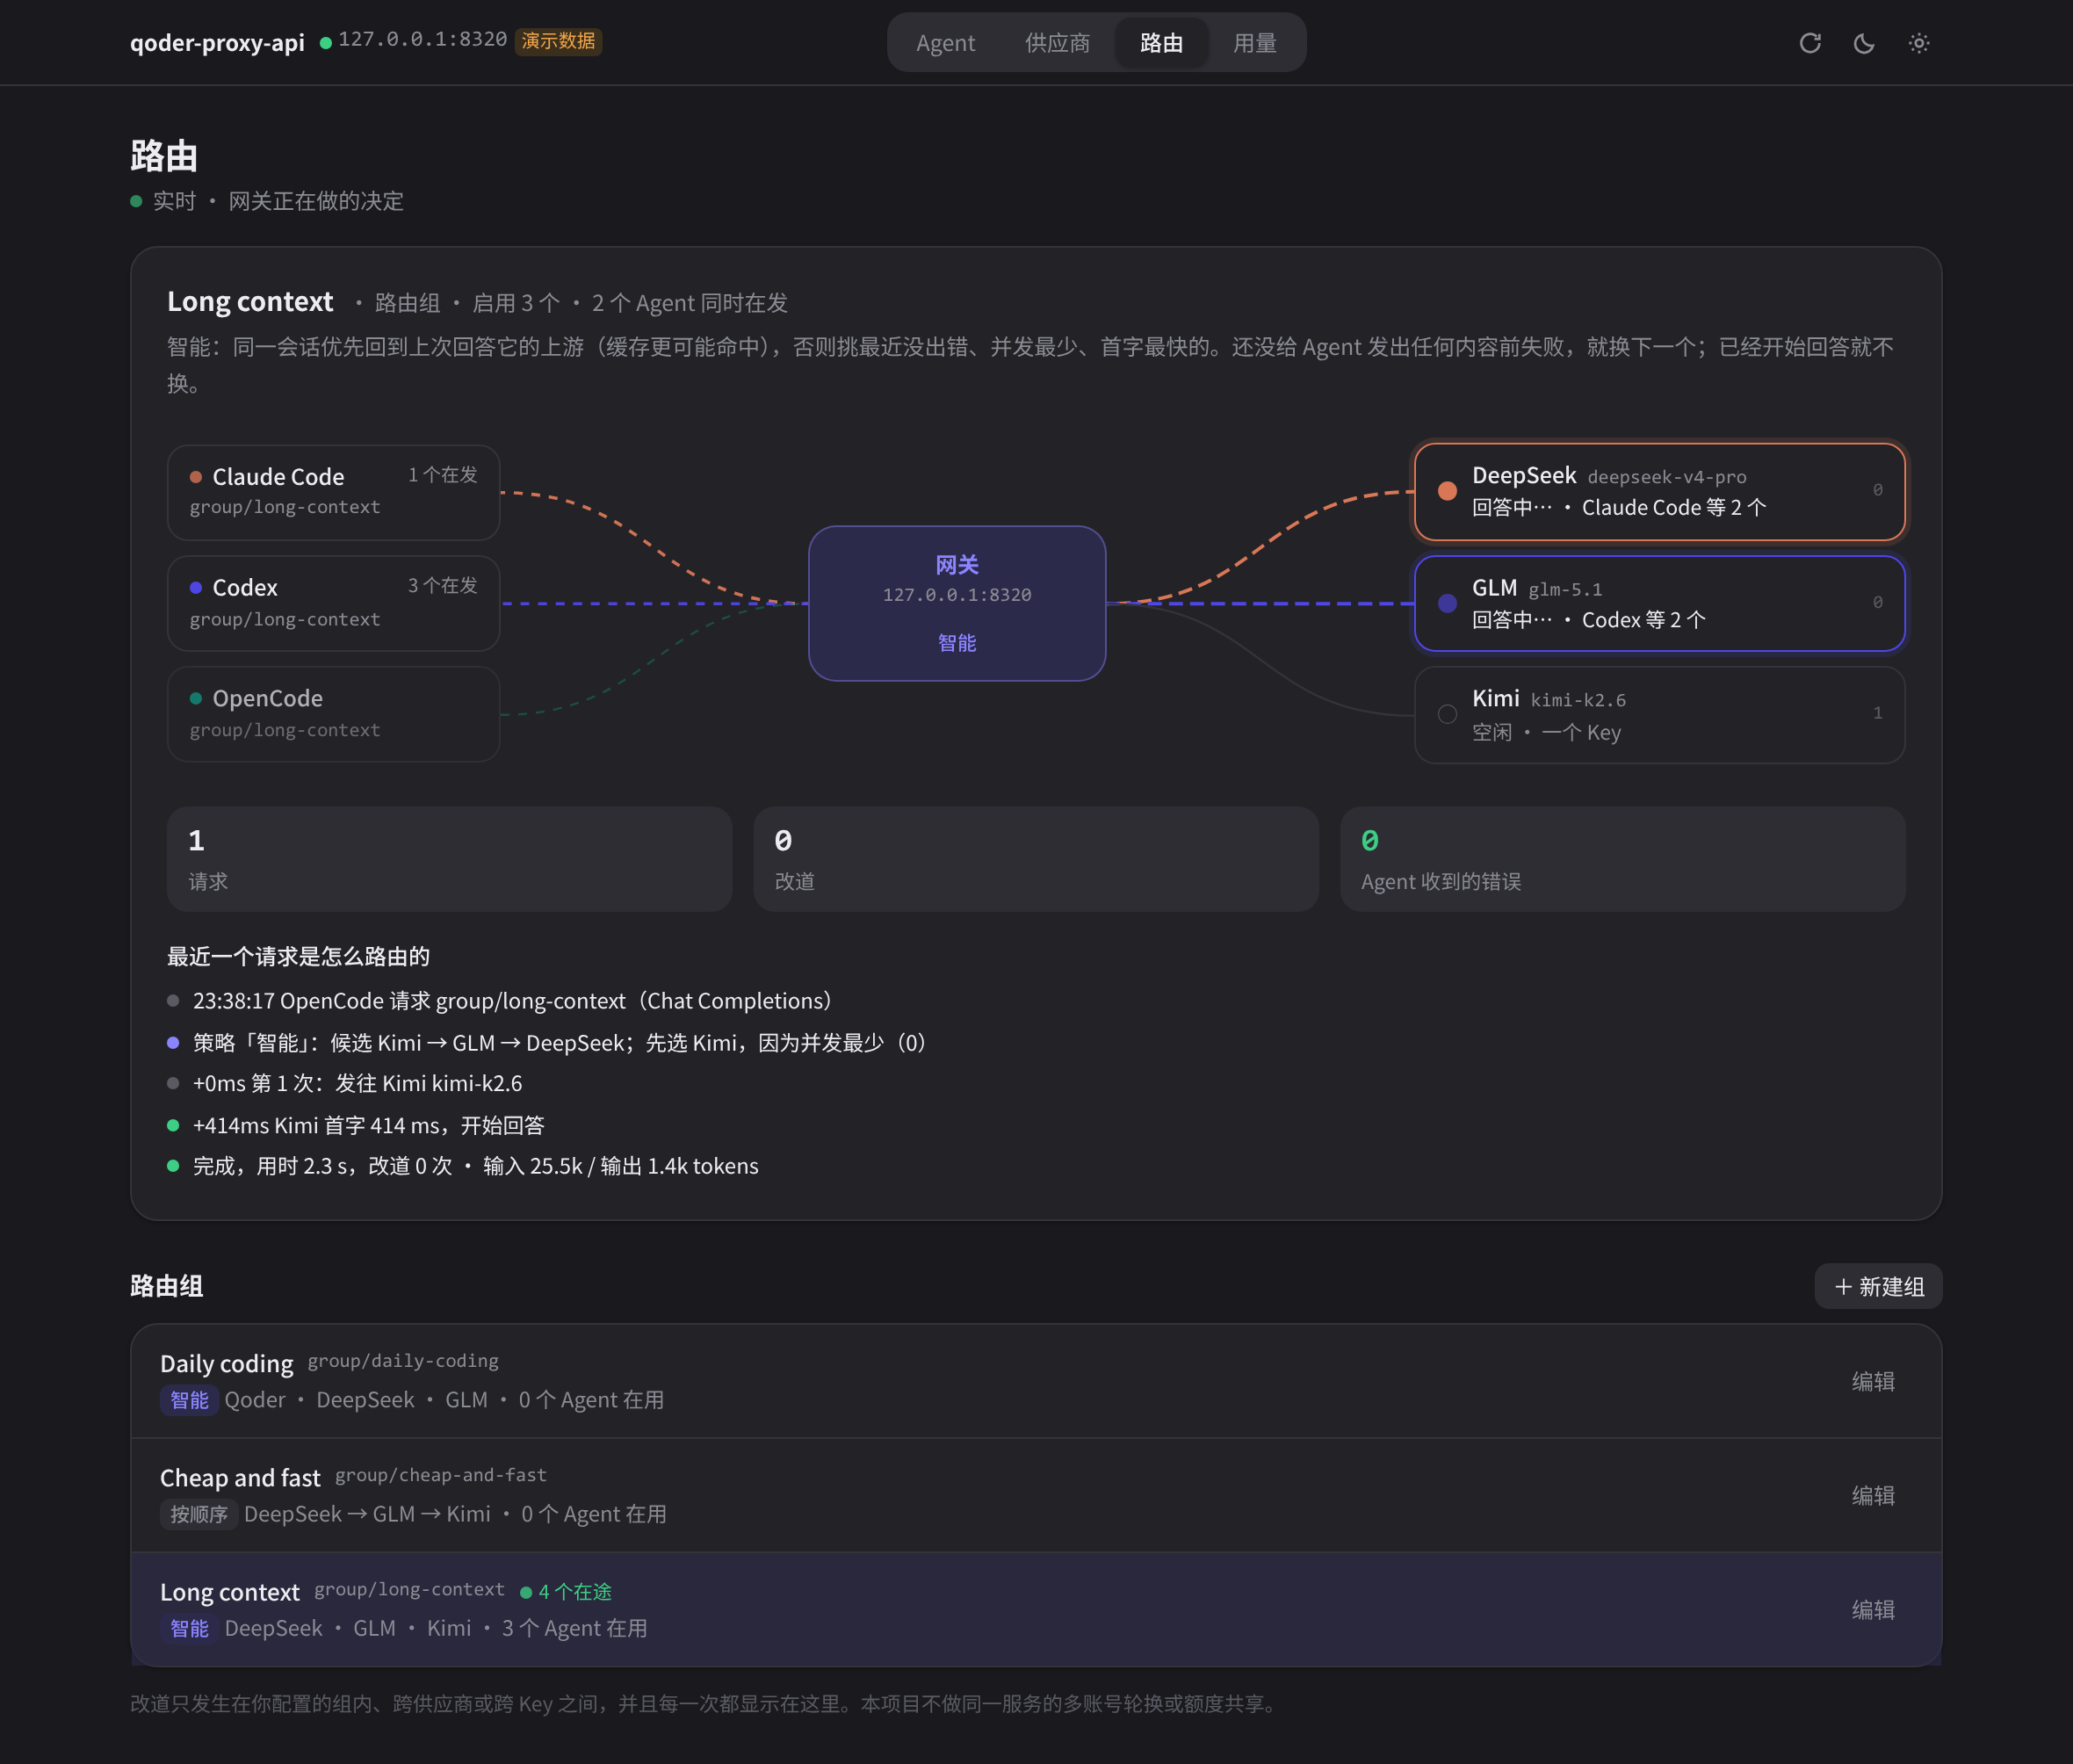 qoder-proxy-api 127.0.0.1:8320 演示数据
Agent 供应商 路由 用量
路由
实时 · 网关正在做的决定
Long context · 路由组 · 启用 3 个 · 2 个 Agent 同时在发
智能：同一会话优先回到上次回答它的上游（缓存更可能命中），否则挑最近没出错、并发最少、首字最快的。还没给 Agent 发出任何内容前失败，就换下一个；已经开始回答就不
换。
Claude Code 1 个在发
group/long-context
Codex 3 个在发
group/long-context
OpenCode
group/long-context
网关
127.0.0.1:8320
智能
DeepSeek deepseek-v4-pro
回答中… · Claude Code 等 2 个
0
GLM glm-5.1
回答中… · Codex 等 2 个
0
Kimi kimi-k2.6
空闲 · 一个 Key
1
1
请求
0
改道
0
Agent 收到的错误
最近一个请求是怎么路由的
23:38:17 OpenCode 请求 group/long-context（Chat Completions）
策略「智能」：候选 Kimi → GLM → DeepSeek；先选 Kimi，因为并发最少（0）
+0ms 第 1 次：发往 Kimi kimi-k2.6
+414ms Kimi 首字 414 ms，开始回答
完成，用时 2.3 s，改道 0 次 · 输入 25.5k / 输出 1.4k tokens
路由组
＋ 新建组
Daily coding group/daily-coding
智能 Qoder · DeepSeek · GLM · 0 个 Agent 在用
编辑
Cheap and fast group/cheap-and-fast
按顺序 DeepSeek → GLM → Kimi · 0 个 Agent 在用
编辑
Long context group/long-context 4 个在途
智能 DeepSeek · GLM · Kimi · 3 个 Agent 在用
编辑
改道只发生在你配置的组内、跨供应商或跨 Key 之间，并且每一次都显示在这里。本项目不做同一服务的多账号轮换或额度共享。